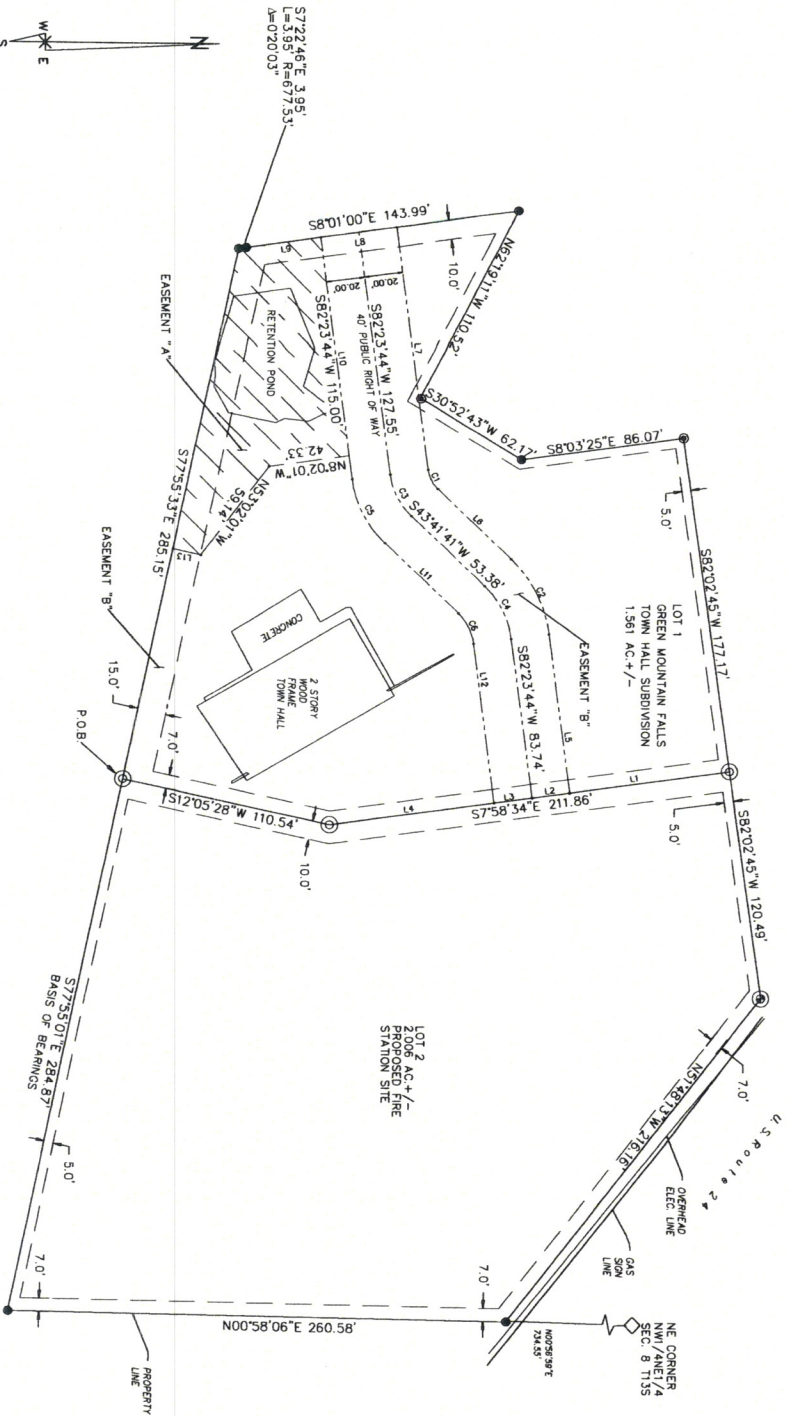 S7°22'46"E 3.95'
L=3.95' R=677.53'
Δ=0°20'03"
N
W
E
S
S8°01'00"E 143.99'
10.0'
N62°19'11"W 110.52'
S30°52'43"W 62.17'
S8°03'25"E 86.07'
5.0'
S82°02'45"W 177.17'
L9
L8
20.00'
20.00'
L7
S82°23'44"W 127.55'
40' PUBLIC RIGHT OF WAY
S82°23'44"W 115.00'
L10
RETENTION POND
EASEMENT "A"
N8°02'01"W
42.33'
N53°02'01"W
59.14'
L13
S77°55'33"E 285.15'
C1
C3
C5
L6
S43°41'41"W 53.38'
L11
C2
C4
C6
EASEMENT "B"
S82°23'44"W 83.74'
L5
L12
LOT 1
GREEN MOUNTAIN FALLS
TOWN HALL SUBDIVISION
1.561 AC.+/-
CONCRETE
2 STORY
WOOD
FRAME
TOWN HALL
EASEMENT "B"
15.0'
7.0'
P.O.B.
S12°05'28"W 110.54'
10.0'
L4
L3
L2
L1
S7°58'34"E 211.86'
5.0'
S82°02'45"W 120.49'
LOT 2
2.006 AC.+/-
PROPOSED FIRE
STATION SITE
S77°55'01"E 284.87'
BASIS OF BEARINGS
5.0'
7.0'
N51°48'13"W 216.16'
7.0'
U.S Route 24
OVERHEAD
ELEC. LINE
GAS
SIGN
LINE
7.0'
N00°58'06"E 260.58'
PROPERTY
LINE
N00°56'59"E
734.55'
NE CORNER
NW1/4NE1/4
SEC. 8 T13S